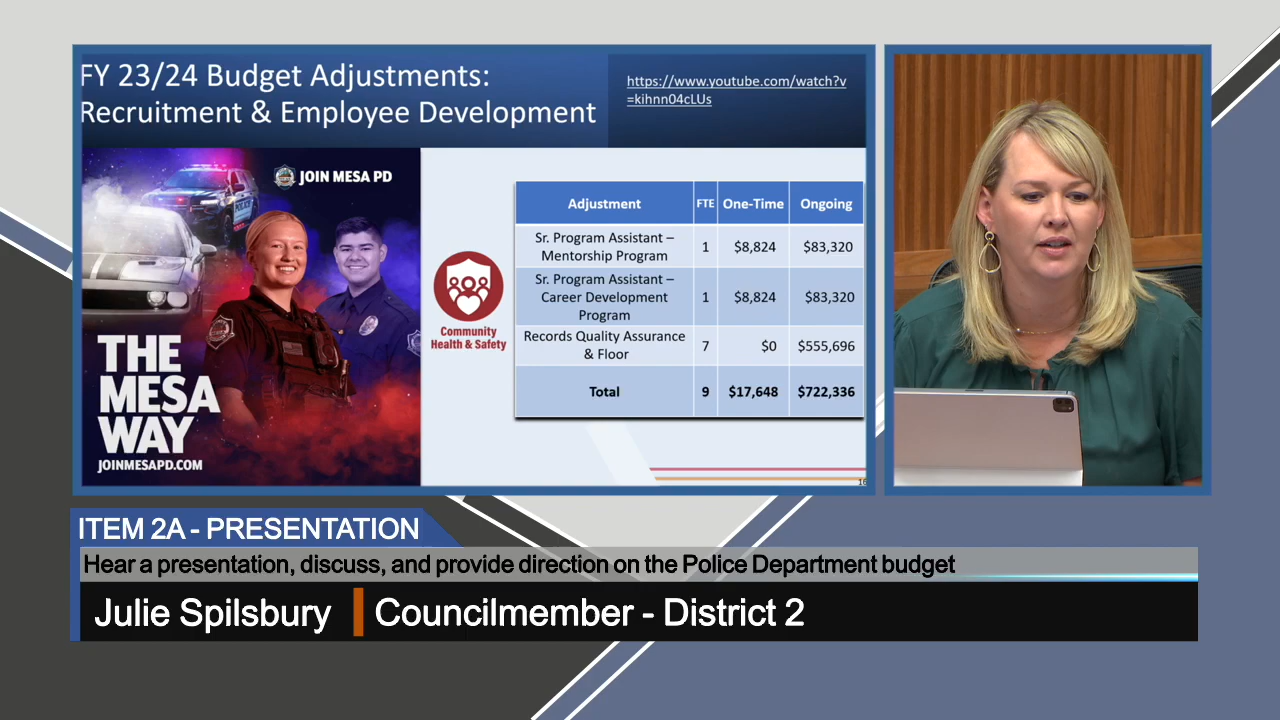 FY 23/24 Budget Adjustments:
Recruitment & Employee Development
https://www.youtube.com/watch?v
=kihnn04cLUs
JOIN MESA PD
THE
MESA
WAY
JOINMESAPD.COM
Community
Health & Safety
Adjustment FTE One-Time Ongoing
Sr. Program Assistant –
Mentorship Program 1 $8,824 $83,320
Sr. Program Assistant –
Career Development
Program 1 $8,824 $83,320
Records Quality Assurance
& Floor 7 $0 $555,696
Total 9 $17,648 $722,336
16
ITEM 2A - PRESENTATION
Hear a presentation, discuss, and provide direction on the Police Department budget
Julie Spilsbury Councilmember - District 2